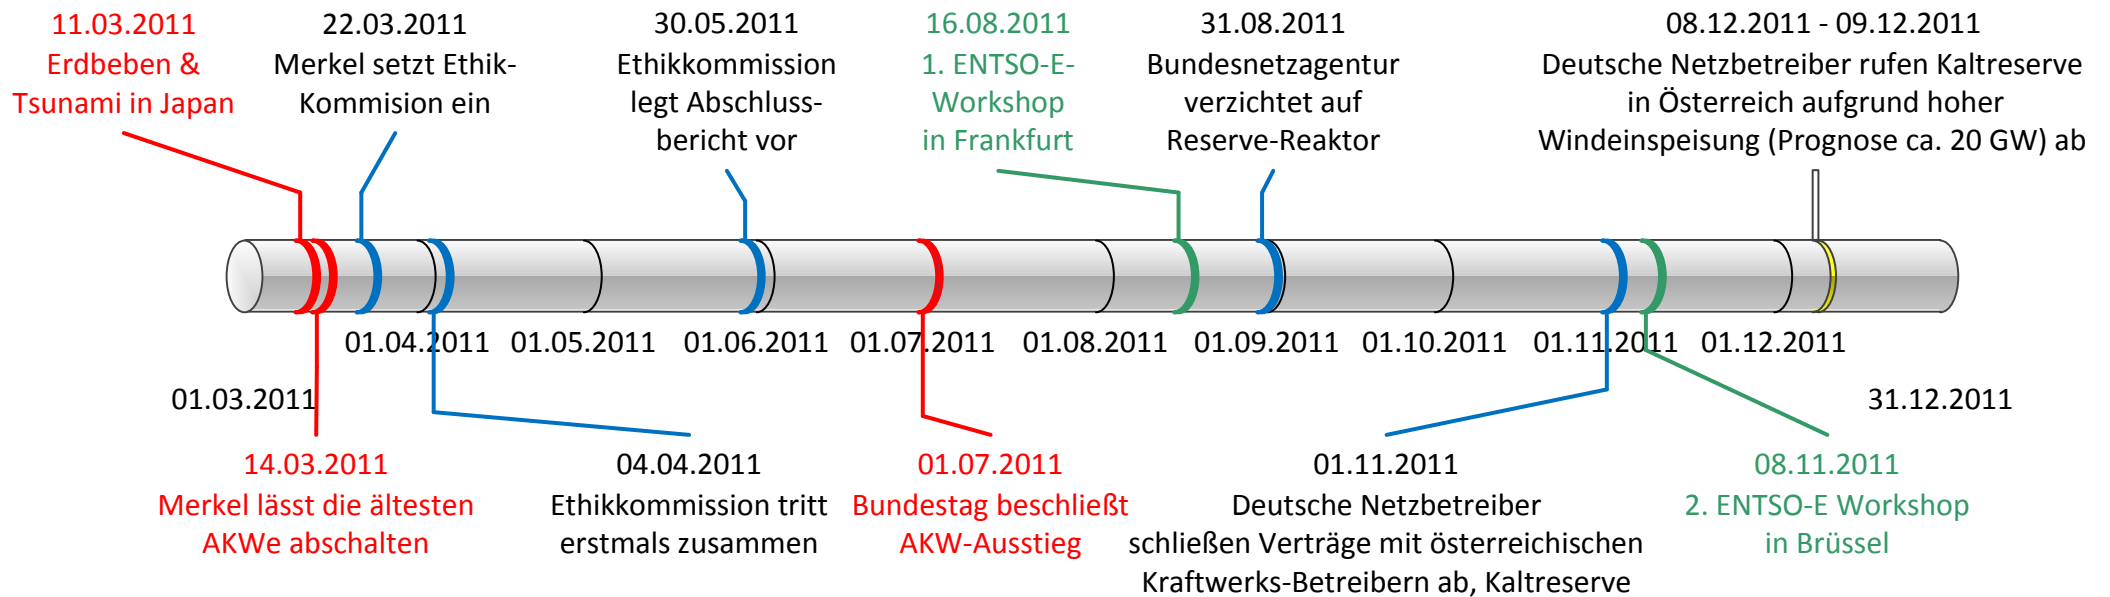 11.03.2011
Erdbeben &
Tsunami in Japan
22.03.2011
Merkel setzt Ethik-
Kommision ein
30.05.2011
Ethikkommission
legt Abschluss-
bericht vor
16.08.2011
1. ENTSO-E-
Workshop
in Frankfurt
31.08.2011
Bundesnetzagentur
verzichtet auf
Reserve-Reaktor
08.12.2011 - 09.12.2011
Deutsche Netzbetreiber rufen Kaltreserve
in Österreich aufgrund hoher
Windeinspeisung (Prognose ca. 20 GW) ab
01.04.2011
01.05.2011
01.06.2011
01.07.2011
01.08.2011
01.09.2011
01.10.2011
01.11.2011
01.12.2011
01.03.2011
31.12.2011
14.03.2011
Merkel lässt die ältesten
AKWe abschalten
04.04.2011
Ethikkommission tritt
erstmals zusammen
01.07.2011
Bundestag beschließt
AKW-Ausstieg
01.11.2011
Deutsche Netzbetreiber
schließen Verträge mit österreichischen
Kraftwerks-Betreibern ab, Kaltreserve
08.11.2011
2. ENTSO-E Workshop
in Brüssel